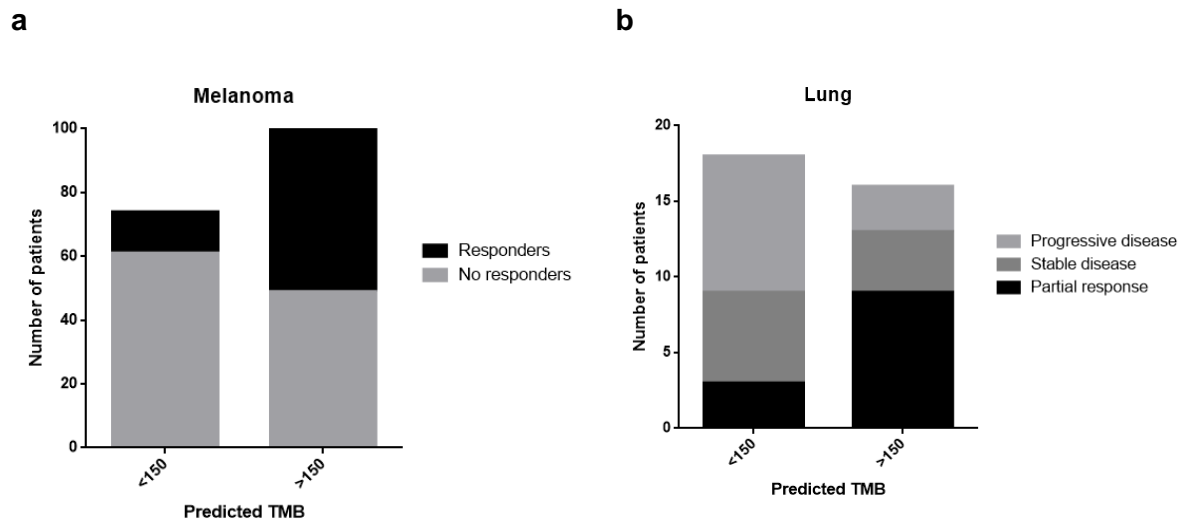 a
Melanoma
100
80
60
40
20
0
Number of patients
<150
>150
Predicted TMB
Responders
No responders
b
Lung
20
15
10
5
0
Number of patients
<150
>150
Predicted TMB
Progressive disease
Stable disease
Partial response